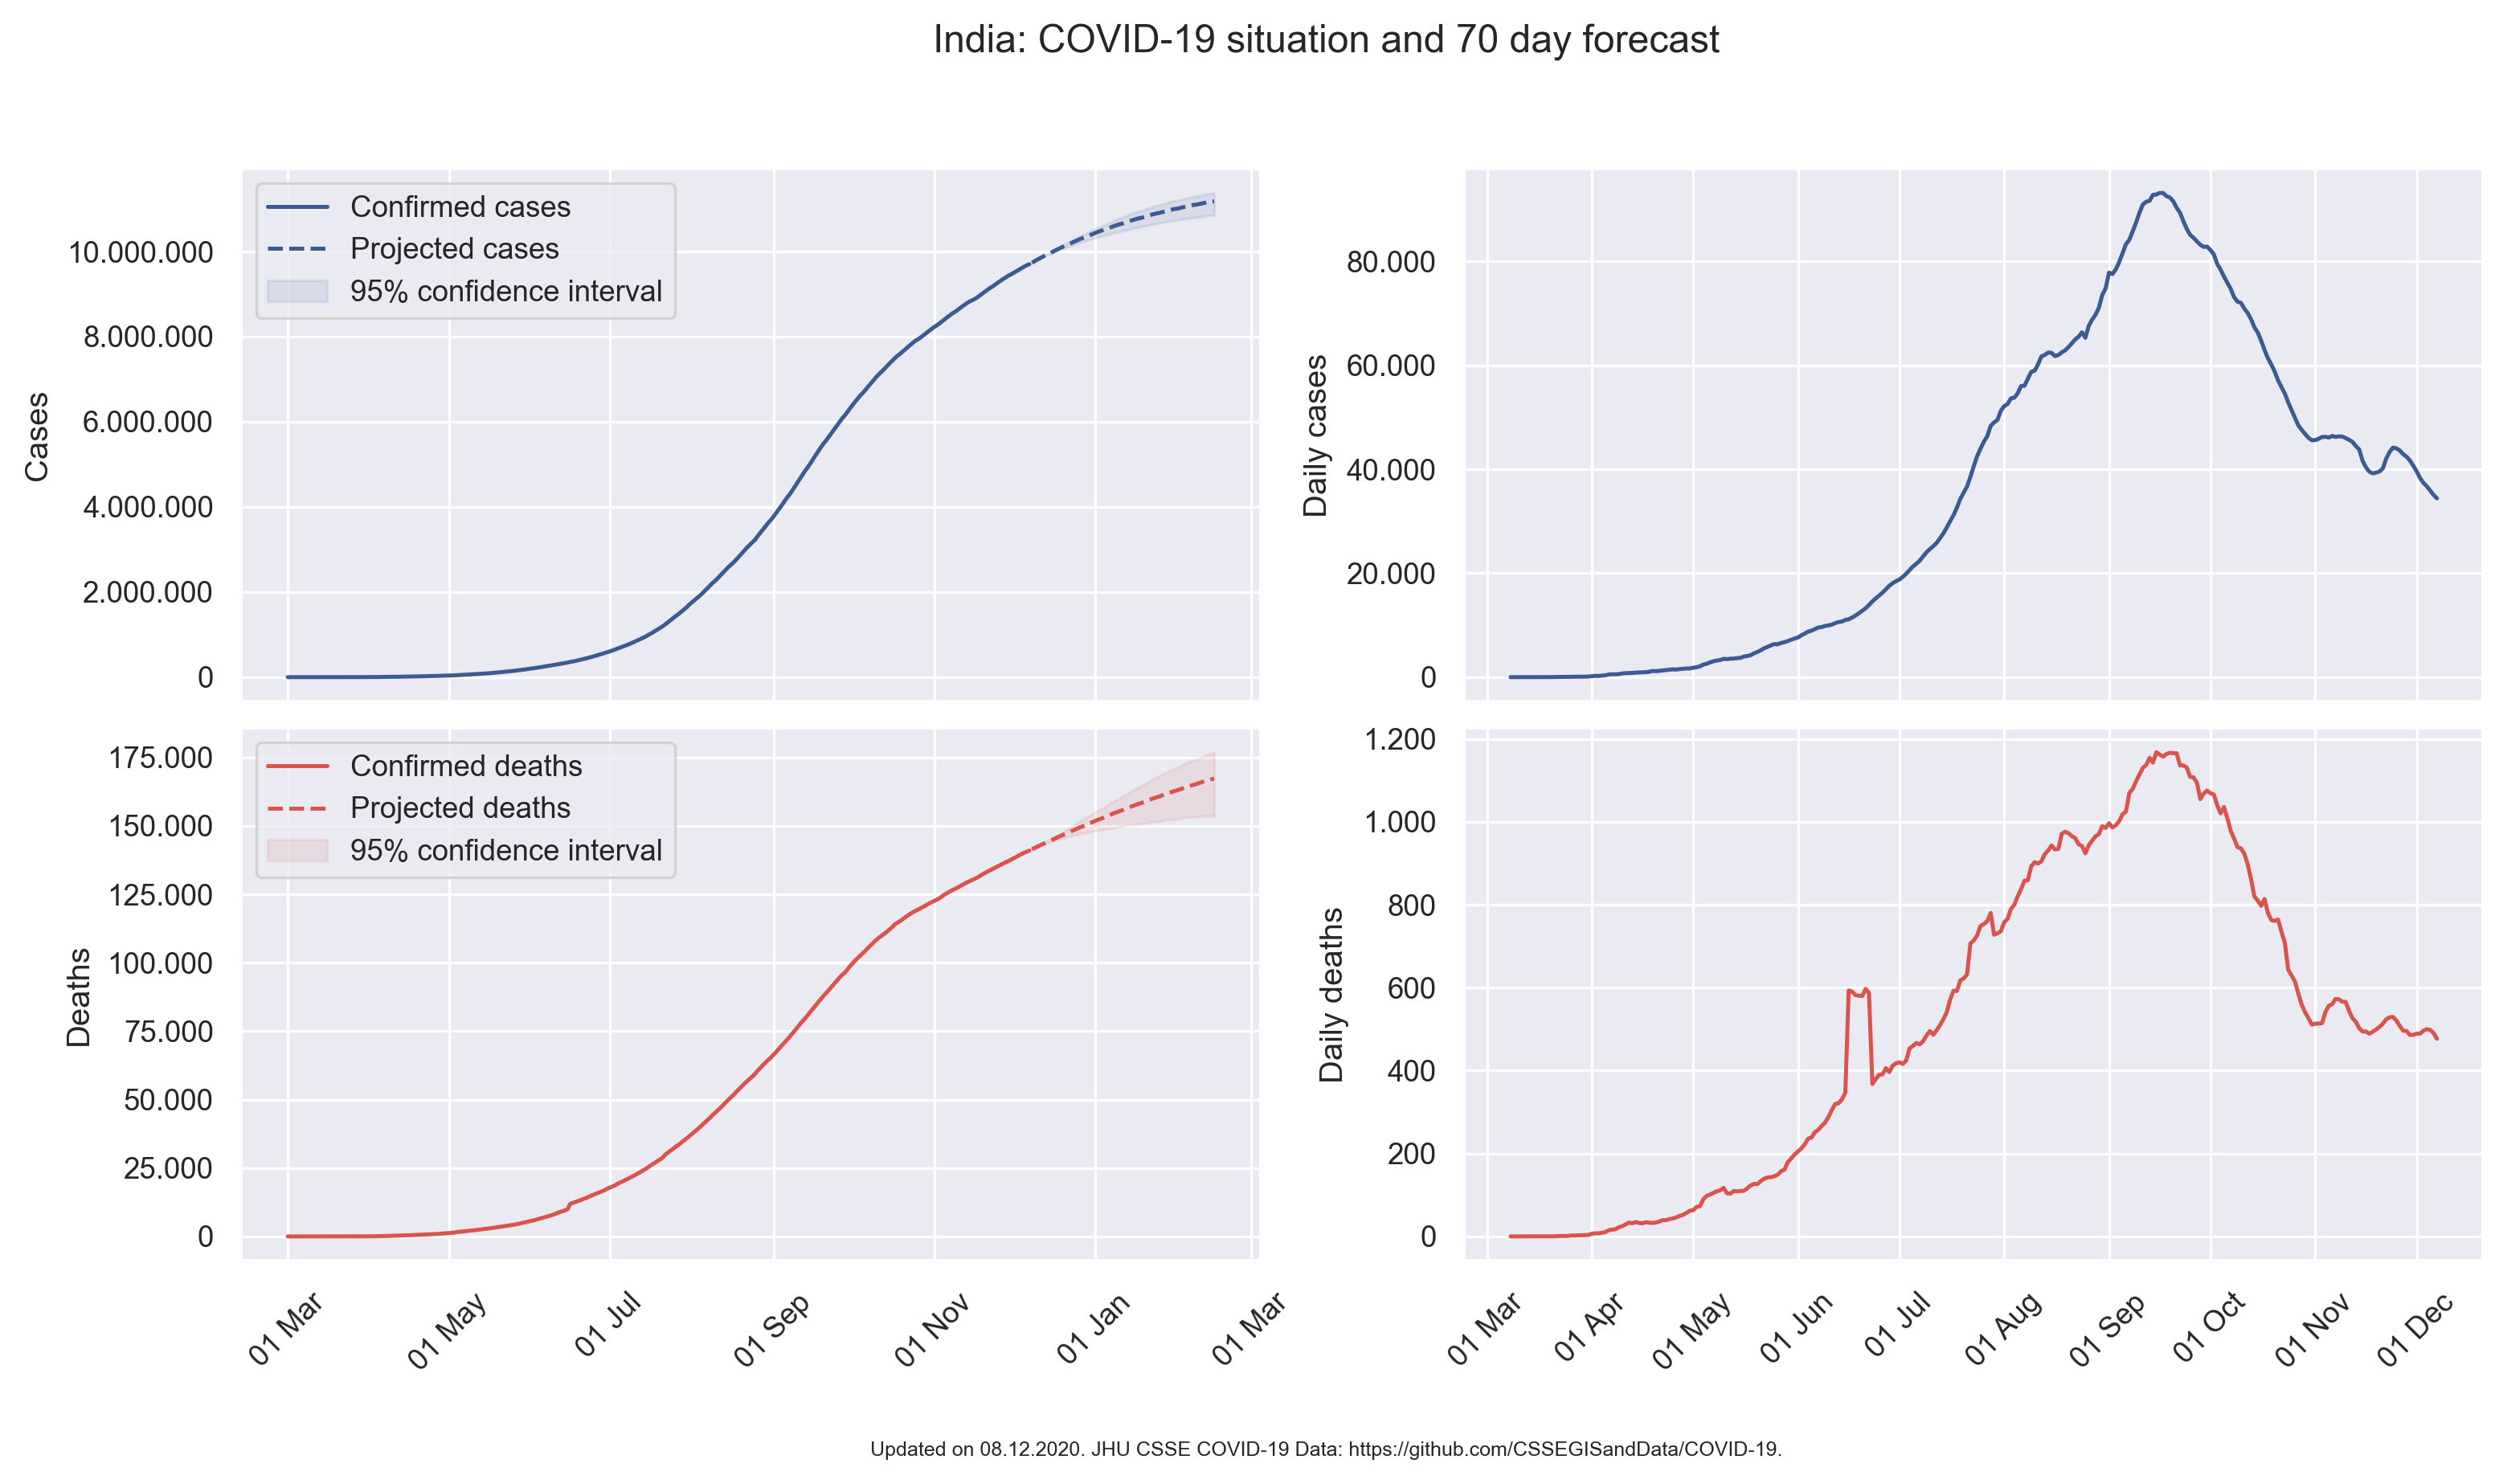 India: COVID-19 situation and 70 day forecast
Confirmed cases
Projected cases
95% confidence interval
Cases
10.000.000
8.000.000
6.000.000
4.000.000
2.000.000
0
Daily cases
80.000
60.000
40.000
20.000
0
Confirmed deaths
Projected deaths
95% confidence interval
Deaths
175.000
150.000
125.000
100.000
75.000
50.000
25.000
0
01 Mar
01 May
01 Jul
01 Sep
01 Nov
01 Jan
01 Mar
Daily deaths
1.200
1.000
800
600
400
200
0
01 Mar
01 Apr
01 May
01 Jun
01 Jul
01 Aug
01 Sep
01 Oct
01 Nov
01 Dec
Updated on 08.12.2020. JHU CSSE COVID-19 Data: https://github.com/CSSEGISandData/COVID-19.